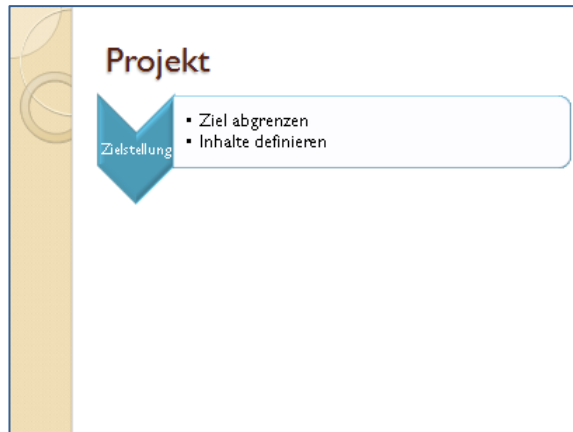 Projekt
Zielstellung
• Ziel abgrenzen
• Inhalte definieren